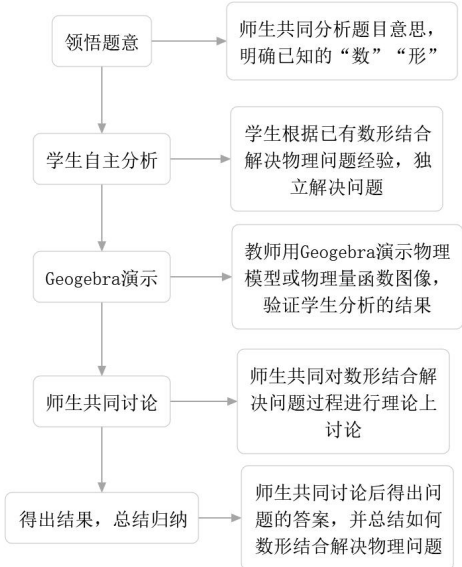 领悟题意
师生共同分析题目意思，
明确已知的“数”“形”
学生自主分析
学生根据已有数形结合
解决物理问题经验，独
立解决问题
Geogebra演示
教师用Geogebra演示物理
模型或物理量函数图像，
验证学生分析的结果
师生共同讨论
师生共同对数形结合解
决问题过程进行理论上
讨论
得出结果，总结归纳
师生共同讨论后得出问
题的答案，并总结如何
数形结合解决物理问题